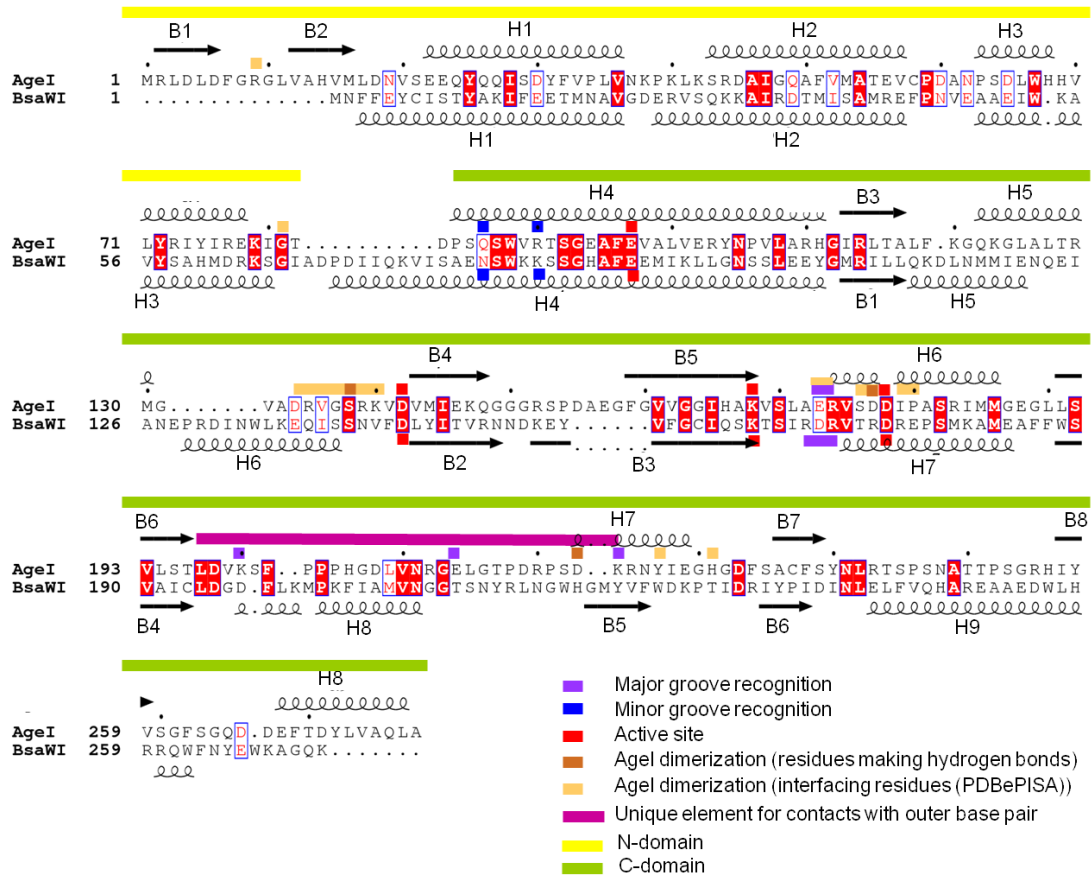 B1 B2 H1 H2 H3
AgeI 1 MRLDLDFGRGLVAHVMLDNVSEEQYQQISDYFVPLVNKPKLKSRDAIGQAFVMATEVCPDANPSDLWHHV
BsaWI 1 ..............MNFFEYCISTYAKIFEETMNAVGDERVSQKKAIRDTMISAMREFPNVEAAEIWK.A
H1 H2
H4 B3 H5
AgeI 71 LYRIYIREKIGT..........DPSQSWVRTSGEAFEVALVERYNPVLARHGIRLTALF.KGQKGLALTR
BsaWI 56 VYSAHMDRKSGIADPDIIQKVISAENSWKKSSGHAFEEMIKLLGNSSLEEYGMRILLQKDLNMMIENQEI
H3 H4 B1 H5
B4 B5 H6
AgeI 130 MG.......VADRVGSRKVDVMIEKQGGGRSPDAEGFGVVGGIHAKVSLAERVSDDIPASRIMMGEGLLS
BsaWI 126 ANEPRDINWLKEQISSNVFDLYITVRNNDKEY......VFGCIQSKTSIRDRVTRDREPSMKAMEAFFWS
H6 B2 B3 H7
B6 H7 B7 B8
AgeI 193 VLSTLDVKSF..PPPHGDLVNRGELGTPDRPSD..KRNYIEGHGDFSACFSYNLRTSPSNATTPSGRHIY
BsaWI 190 VAICLDGD.FLKMPKFIAMVNGGTSNYRLNGWHGMYVFWDKPTIDRIYPIDINLELFVQHAREAAEDWLH
B4 H8 B5 B6 H9
H8
AgeI 259 VSGFSGQD.DEFTDYLVAQLA
BsaWI 259 RRQWFNYEWKAGQK.......
Major groove recognition
Minor groove recognition
Active site
AgeI dimerization (residues making hydrogen bonds)
AgeI dimerization (interfacing residues (PDBePISA))
Unique element for contacts with outer base pair
N-domain
C-domain